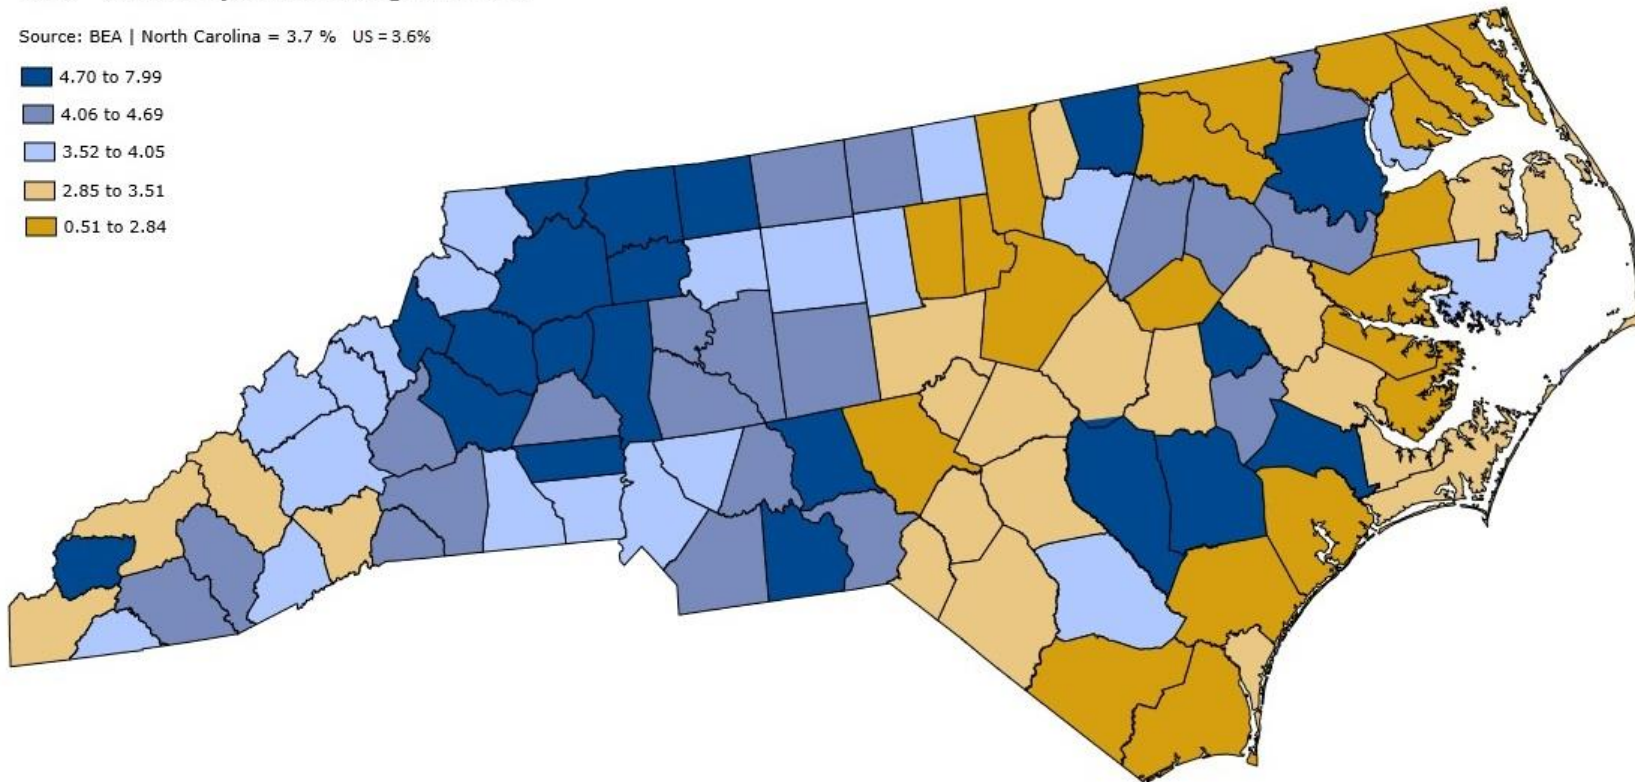 Source: BEA | North Carolina = 3.7 % US = 3.6%
4.70 to 7.99
4.06 to 4.69
3.52 to 4.05
2.85 to 3.51
0.51 to 2.84